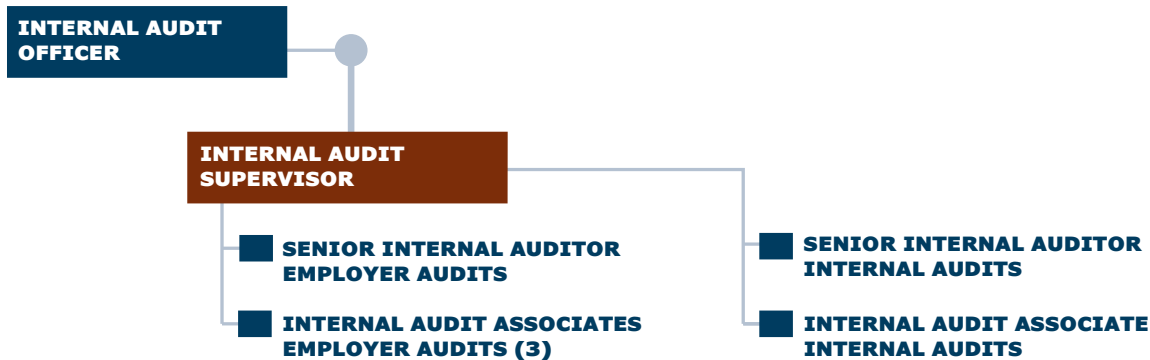 INTERNAL AUDIT
OFFICER
INTERNAL AUDIT
SUPERVISOR
SENIOR INTERNAL AUDITOR
EMPLOYER AUDITS
INTERNAL AUDIT ASSOCIATES
EMPLOYER AUDITS (3)
SENIOR INTERNAL AUDITOR
INTERNAL AUDITS
INTERNAL AUDIT ASSOCIATE
INTERNAL AUDITS